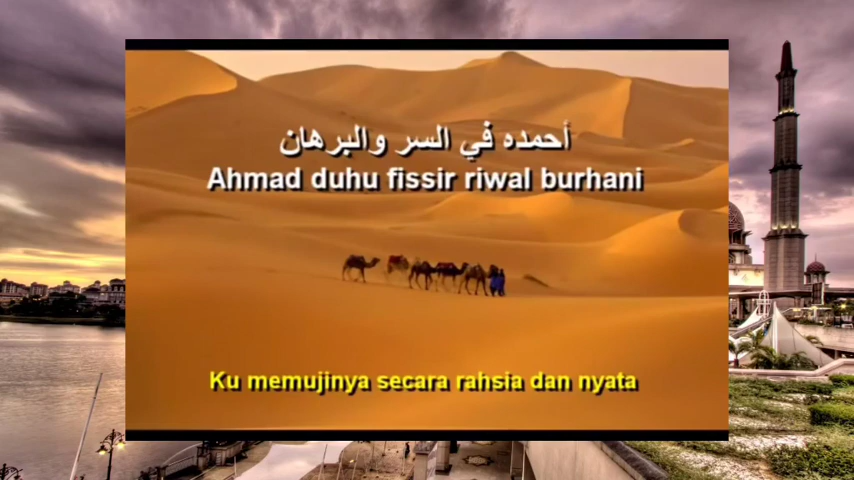 أحمده في السر والبرهان
Ahmad duhu fissir riwal burhani
Ku memujinya secara rahsia dan nyata